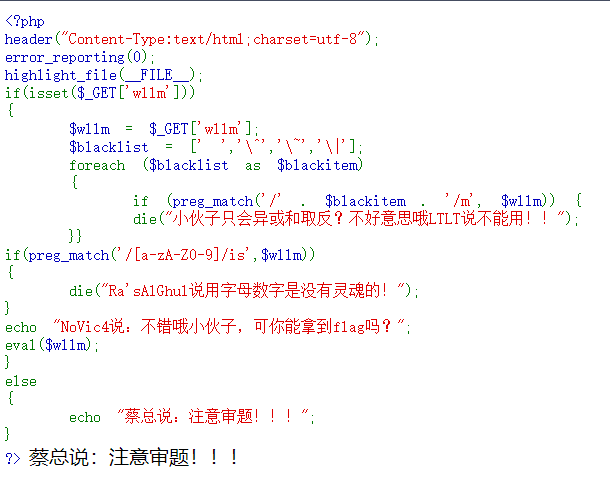 <?php
header("Content-Type:text/html;charset=utf-8");
error_reporting(0);
highlight_file(__FILE__);
if(isset($_GET['wllm']))
{
        $wllm = $_GET['wllm'];
        $blacklist = [' ','\^','\~','\|'];
        foreach ($blacklist as $blackitem)
        {
                if (preg_match('/' . $blackitem . '/m', $wllm)) {
                die("小伙子只会异或和取反？不好意思哦LTLT说不能用！！");
        }}
if(preg_match('/[a-zA-Z0-9]/is',$wllm))
{
        die("Ra'sAlGhul说用字母数字是没有灵魂的！");
}
echo "NoVic4说：不错哦小伙子，可你能拿到flag吗？";
eval($wllm);
}
else
{
        echo "蔡总说：注意审题！！！";
}
?> 蔡总说：注意审题！！！